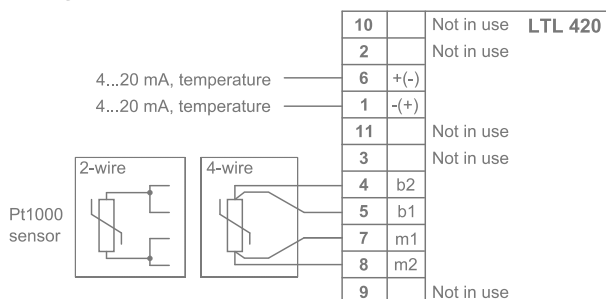 10 Not in use LTL 420
2 Not in use
4...20 mA, temperature 6 +(-)
4...20 mA, temperature 1 -(+)
11 Not in use
3 Not in use
2-wire 4-wire
4 b2
Pt1000 5 b1
sensor 7 m1
8 m2
9 Not in use